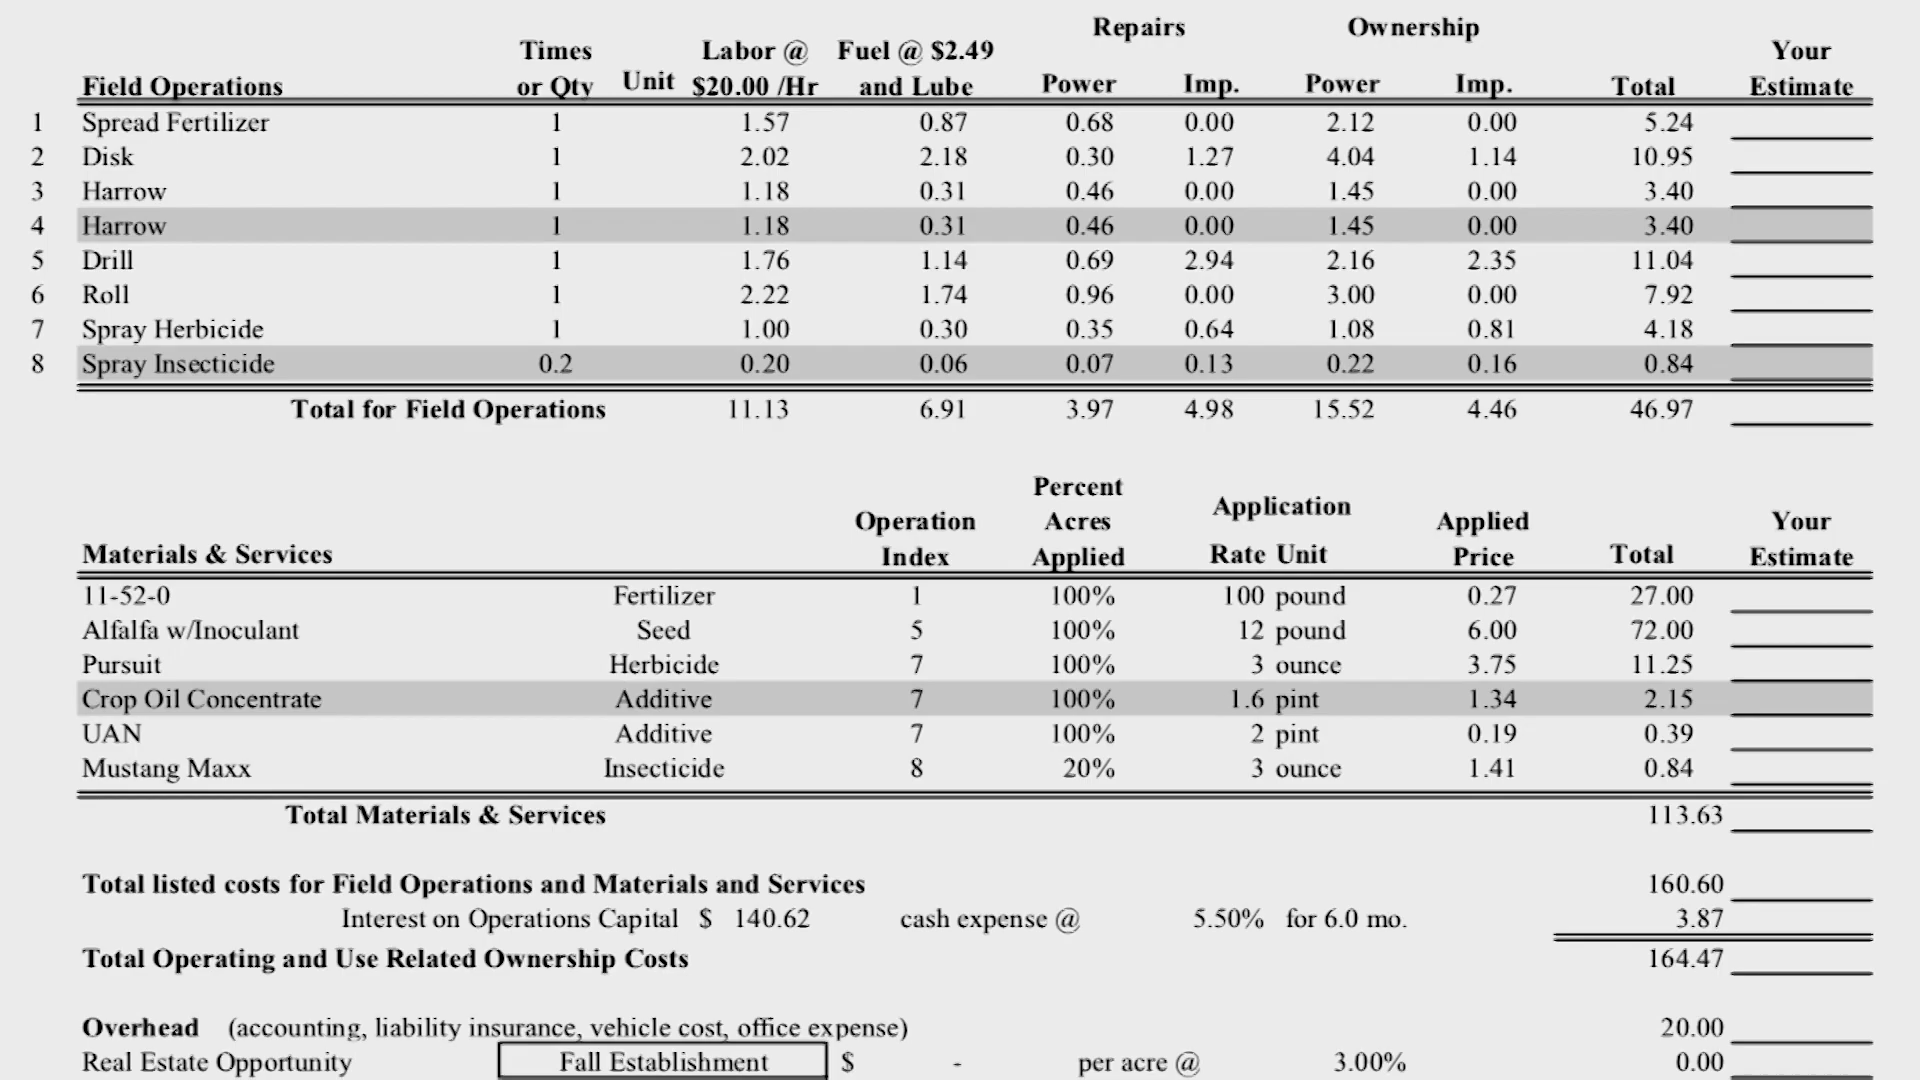 Repairs Ownership
Times Labor @ Fuel @ $2.49 Your
Field Operations or Qty Unit $20.00 /Hr and Lube Power Imp. Power Imp. Total Estimate
1 Spread Fertilizer 1 1.57 0.87 0.68 0.00 2.12 0.00 5.24
2 Disk 1 2.02 2.18 0.30 1.27 4.04 1.14 10.95
3 Harrow 1 1.18 0.31 0.46 0.00 1.45 0.00 3.40
4 Harrow 1 1.18 0.31 0.46 0.00 1.45 0.00 3.40
5 Drill 1 1.76 1.14 0.69 2.94 2.16 2.35 11.04
6 Roll 1 2.22 1.74 0.96 0.00 3.00 0.00 7.92
7 Spray Herbicide 1 1.00 0.30 0.35 0.64 1.08 0.81 4.18
8 Spray Insecticide 0.2 0.20 0.06 0.07 0.13 0.22 0.16 0.84
Total for Field Operations 11.13 6.91 3.97 4.98 15.52 4.46 46.97
Percent
Operation Acres Application Applied Your
Materials & Services Index Applied Rate Unit Price Total Estimate
11-52-0 Fertilizer 1 100% 100 pound 0.27 27.00
Alfalfa w/Inoculant Seed 5 100% 12 pound 6.00 72.00
Pursuit Herbicide 7 100% 3 ounce 3.75 11.25
Crop Oil Concentrate Additive 7 100% 1.6 pint 1.34 2.15
UAN Additive 7 100% 2 pint 0.19 0.39
Mustang Maxx Insecticide 8 20% 3 ounce 1.41 0.84
Total Materials & Services 113.63
Total listed costs for Field Operations and Materials and Services 160.60
Interest on Operations Capital $ 140.62 cash expense @ 5.50% for 6.0 mo. 3.87
Total Operating and Use Related Ownership Costs 164.47
Overhead (accounting, liability insurance, vehicle cost, office expense) 20.00
Real Estate Opportunity Fall Establishment $ - per acre @ 3.00% 0.00